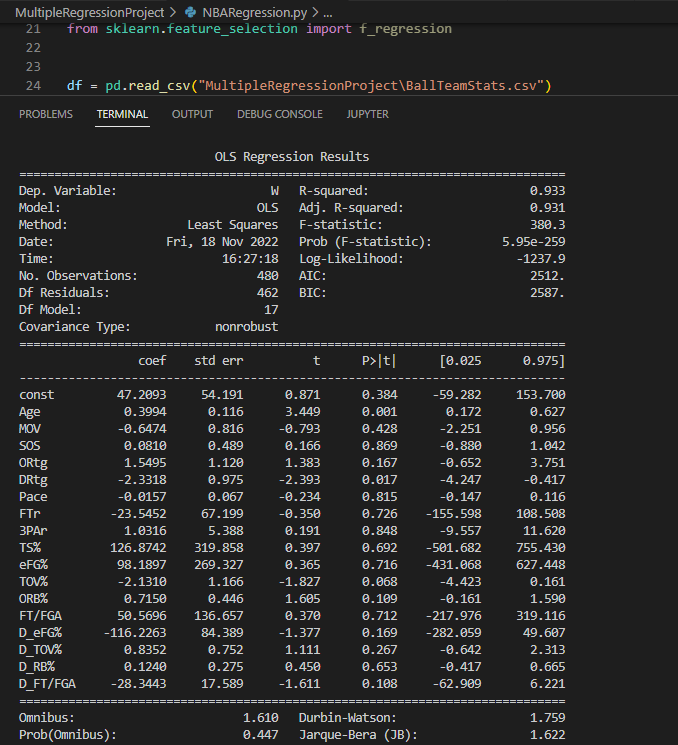 MultipleRegressionProject > NBARegression.py > ...
21 from sklearn.feature_selection import f_regression
22
23
24 df = pd.read_csv("MultipleRegressionProject\BallTeamStats.csv")
PROBLEMS TERMINAL OUTPUT DEBUG CONSOLE JUPYTER
OLS Regression Results
==============================================================================
Dep. Variable: W R-squared: 0.933
Model: OLS Adj. R-squared: 0.931
Method: Least Squares F-statistic: 380.3
Date: Fri, 18 Nov 2022 Prob (F-statistic): 5.95e-259
Time: 16:27:18 Log-Likelihood: -1237.9
No. Observations: 480 AIC: 2512.
Df Residuals: 462 BIC: 2587.
Df Model: 17
Covariance Type: nonrobust
==============================================================================
coef std err t P>|t| [0.025 0.975]
------------------------------------------------------------------------------
const 47.2093 54.191 0.871 0.384 -59.282 153.700
Age 0.3994 0.116 3.449 0.001 0.172 0.627
MOV -0.6474 0.816 -0.793 0.428 -2.251 0.956
SOS 0.0810 0.489 0.166 0.869 -0.880 1.042
ORtg 1.5495 1.120 1.383 0.167 -0.652 3.751
DRtg -2.3318 0.975 -2.393 0.017 -4.247 -0.417
Pace -0.0157 0.067 -0.234 0.815 -0.147 0.116
FTr -23.5452 67.199 -0.350 0.726 -155.598 108.508
3PAr 1.0316 5.388 0.191 0.848 -9.557 11.620
TS% 126.8742 319.858 0.397 0.692 -501.682 755.430
eFG% 98.1897 269.327 0.365 0.716 -431.068 627.448
TOV% -2.1310 1.166 -1.827 0.068 -4.423 0.161
ORB% 0.7150 0.446 1.605 0.109 -0.161 1.590
FT/FGA 50.5696 136.657 0.370 0.712 -217.976 319.116
D_eFG% -116.2263 84.389 -1.377 0.169 -282.059 49.607
D_TOV% 0.8352 0.752 1.111 0.267 -0.642 2.313
D_RB% 0.1240 0.275 0.450 0.653 -0.417 0.665
D_FT/FGA -28.3443 17.589 -1.611 0.108 -62.909 6.221
==============================================================================
Omnibus: 1.610 Durbin-Watson: 1.759
Prob(Omnibus): 0.447 Jarque-Bera (JB): 1.622